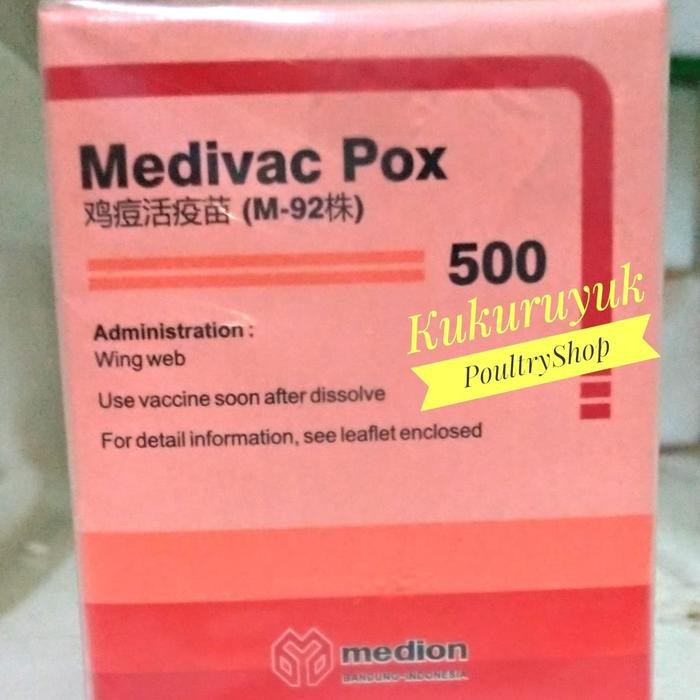 Medivac Pox
鸡痘活疫苗 (M-92株)
500
Kukuruyuk
PoultryShop
Administration :
Wing web
Use vaccine soon after dissolve
For detail information, see leaflet enclosed
medion
BANDUNG-INDONESIA